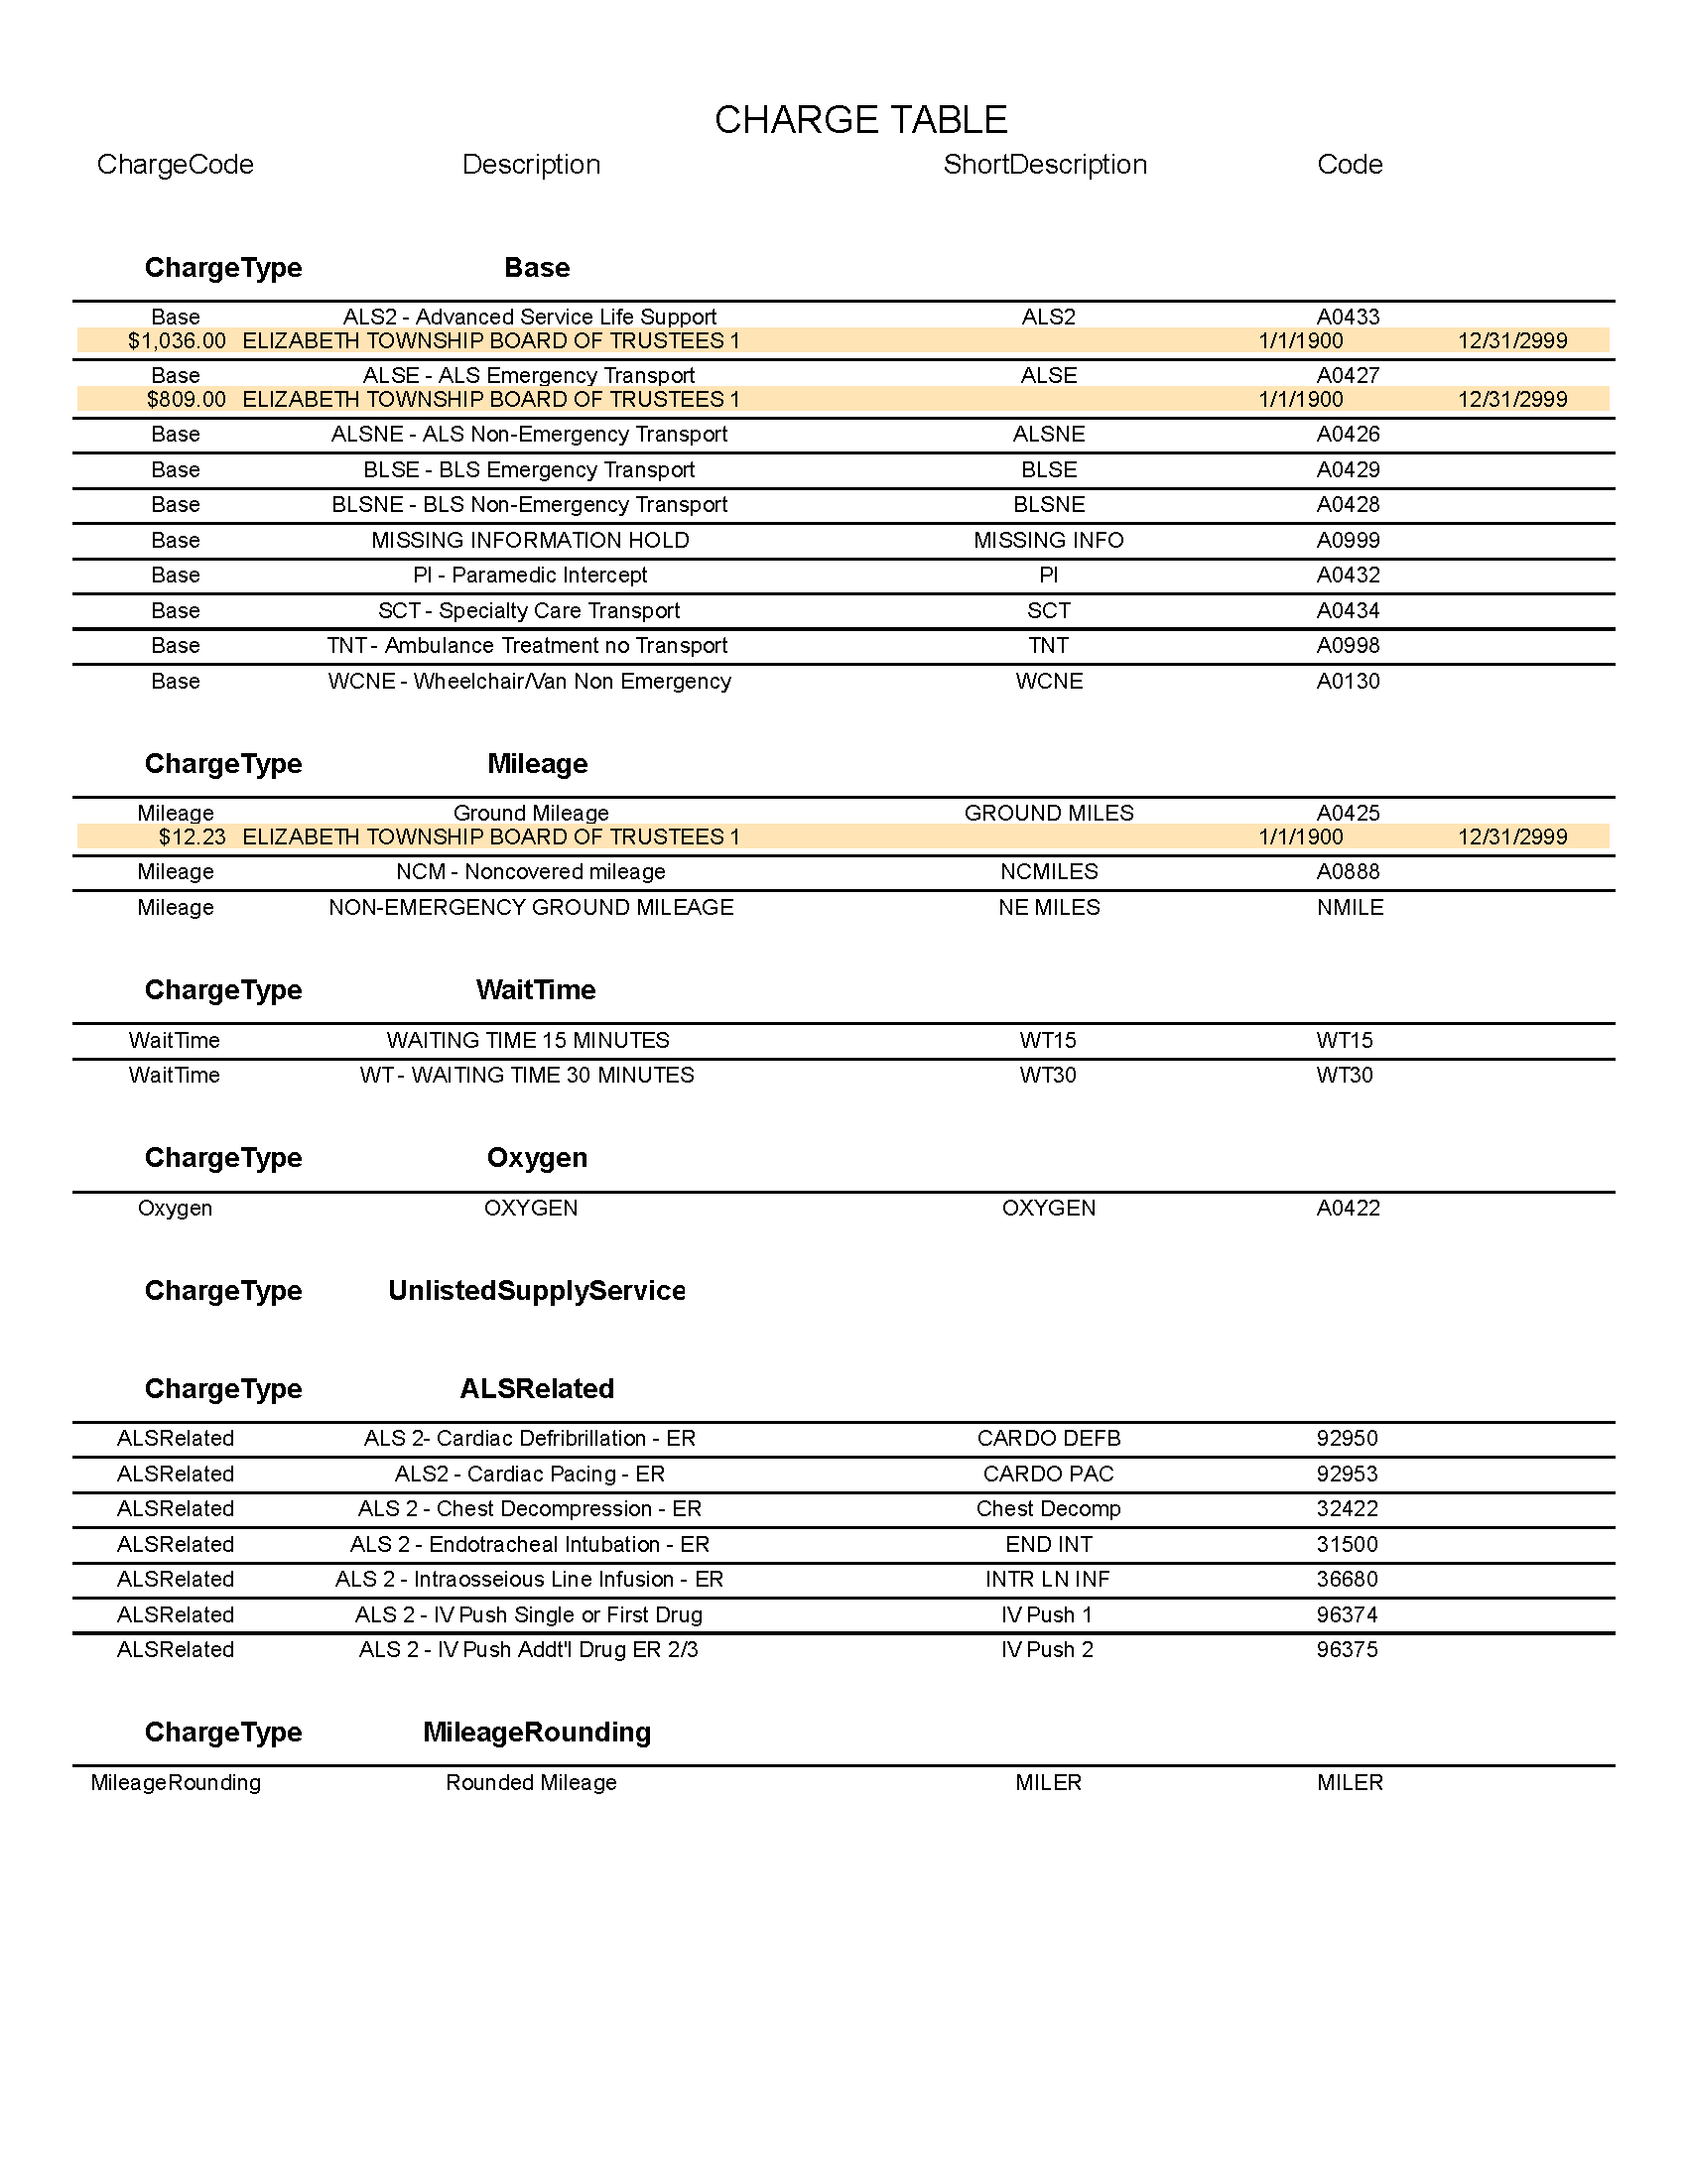 CHARGE TABLE
ChargeCode Description ShortDescription Code
ChargeType Base
Base ALS2 - Advanced Service Life Support ALS2 A0433
$1,036.00 ELIZABETH TOWNSHIP BOARD OF TRUSTEES 1 1/1/1900 12/31/2999
Base ALSE - ALS Emergency Transport ALSE A0427
$809.00 ELIZABETH TOWNSHIP BOARD OF TRUSTEES 1 1/1/1900 12/31/2999
Base ALSNE - ALS Non-Emergency Transport ALSNE A0426
Base BLSE - BLS Emergency Transport BLSE A0429
Base BLSNE - BLS Non-Emergency Transport BLSNE A0428
Base MISSING INFORMATION HOLD MISSING INFO A0999
Base PI - Paramedic Intercept PI A0432
Base SCT - Specialty Care Transport SCT A0434
Base TNT - Ambulance Treatment no Transport TNT A0998
Base WCNE - Wheelchair/Van Non Emergency WCNE A0130
ChargeType Mileage
Mileage Ground Mileage GROUND MILES A0425
$12.23 ELIZABETH TOWNSHIP BOARD OF TRUSTEES 1 1/1/1900 12/31/2999
Mileage NCM - Noncovered mileage NCMILES A0888
Mileage NON-EMERGENCY GROUND MILEAGE NE MILES NMILE
ChargeType WaitTime
WaitTime WAITING TIME 15 MINUTES WT15 WT15
WaitTime WT - WAITING TIME 30 MINUTES WT30 WT30
ChargeType Oxygen
Oxygen OXYGEN OXYGEN A0422
ChargeType UnlistedSupplyService
ChargeType ALSRelated
ALSRelated ALS 2- Cardiac Defribrillation - ER CARDO DEFB 92950
ALSRelated ALS2 - Cardiac Pacing - ER CARDO PAC 92953
ALSRelated ALS 2 - Chest Decompression - ER Chest Decomp 32422
ALSRelated ALS 2 - Endotracheal Intubation - ER END INT 31500
ALSRelated ALS 2 - Intraosseious Line Infusion - ER INTR LN INF 36680
ALSRelated ALS 2 - IV Push Single or First Drug IV Push 1 96374
ALSRelated ALS 2 - IV Push Addt'l Drug ER 2/3 IV Push 2 96375
ChargeType MileageRounding
MileageRounding Rounded Mileage MILER MILER